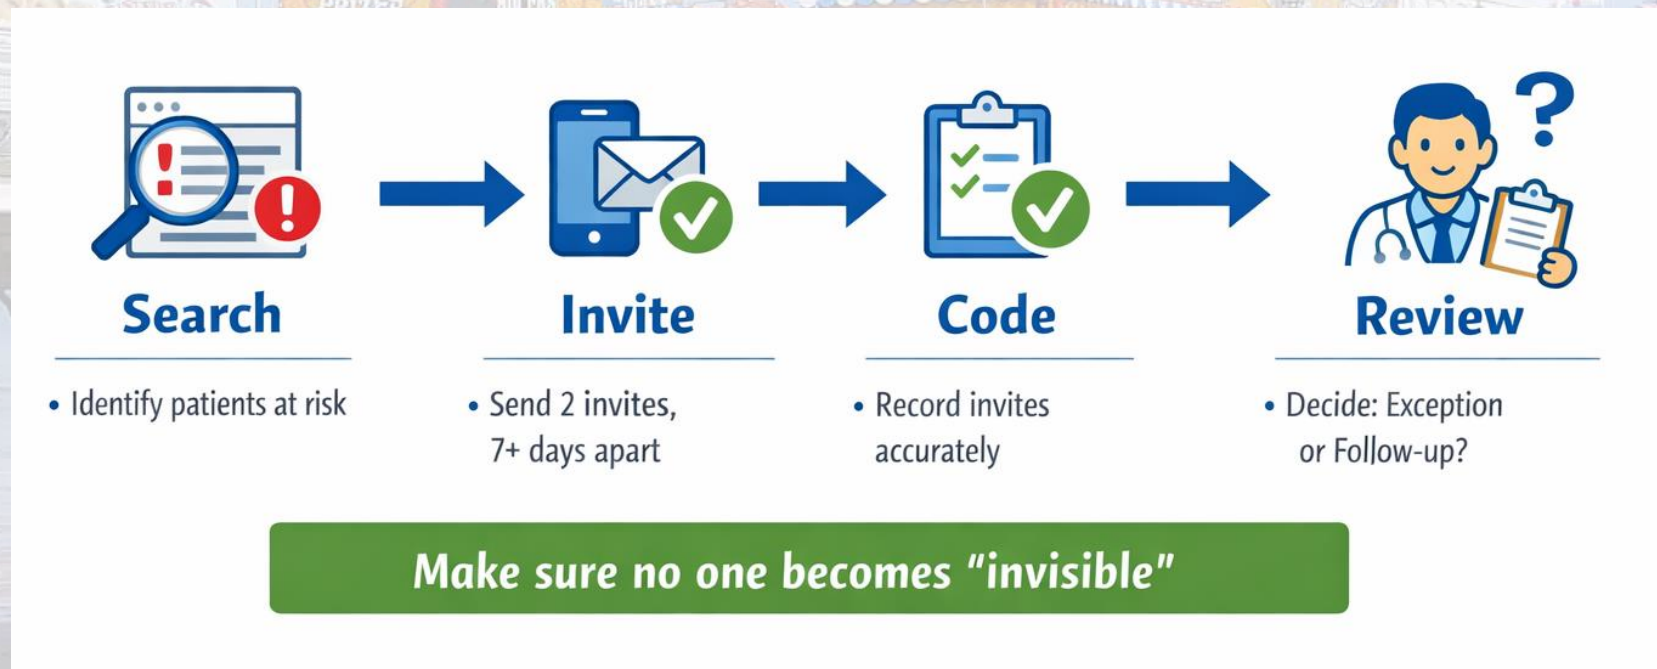 Search
Invite
Code
Review
• Identify patients at risk
• Send 2 invites,
7+ days apart
• Record invites
accurately
• Decide: Exception
or Follow-up?
Make sure no one becomes "invisible"